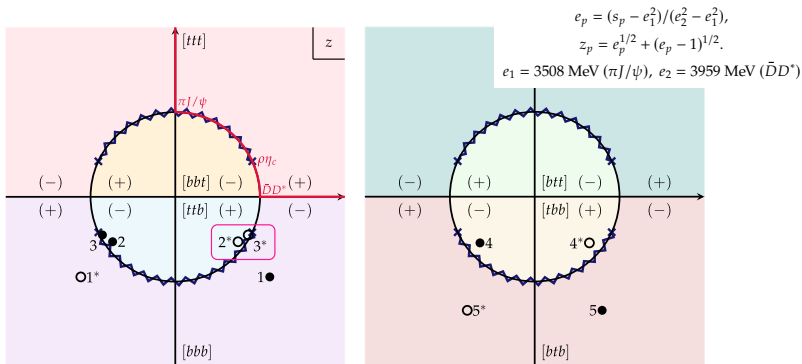 e_p = (s_p − e_1^2)/(e_2^2 − e_1^2),
z_p = e_p^{1/2} + (e_p − 1)^{1/2}.
e_1 = 3508 MeV (πJ/ψ), e_2 = 3959 MeV (D̄D*)
[ttt]
z
πJ/ψ
ρη_c
(−) (+) [bbt] (−) D̄D* (+)
(+) (−) [ttb] (+) (−)
3 2 2* 3*
1* 1
[bbb]
(−) (+) [btt] (−) (+)
(+) (−) [tbb] (+) (−)
4 4*
5* 5
[btb]